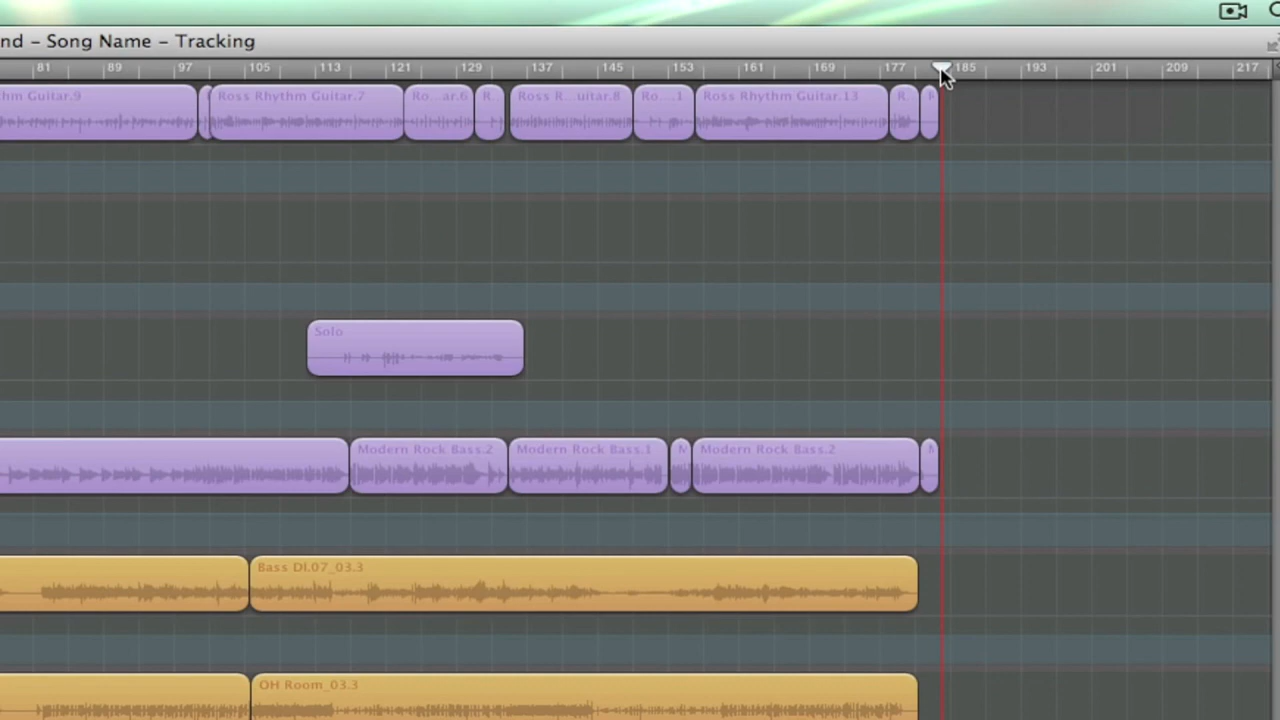 nd – Song Name – Tracking
81 89 97 105 113 121 129 137 145 153 161 169 177 185 193 201 209 217
hm Guitar.9 Ross Rhythm Guitar.7 Ro...ar.6 R. Ross R...uitar.8 Ro....1 Ross Rhythm Guitar.13 R
Solo
Modern Rock Bass.2 Modern Rock Bass.1 M Modern Rock Bass.2 M
Bass DI.07_03.3
OH Room_03.3